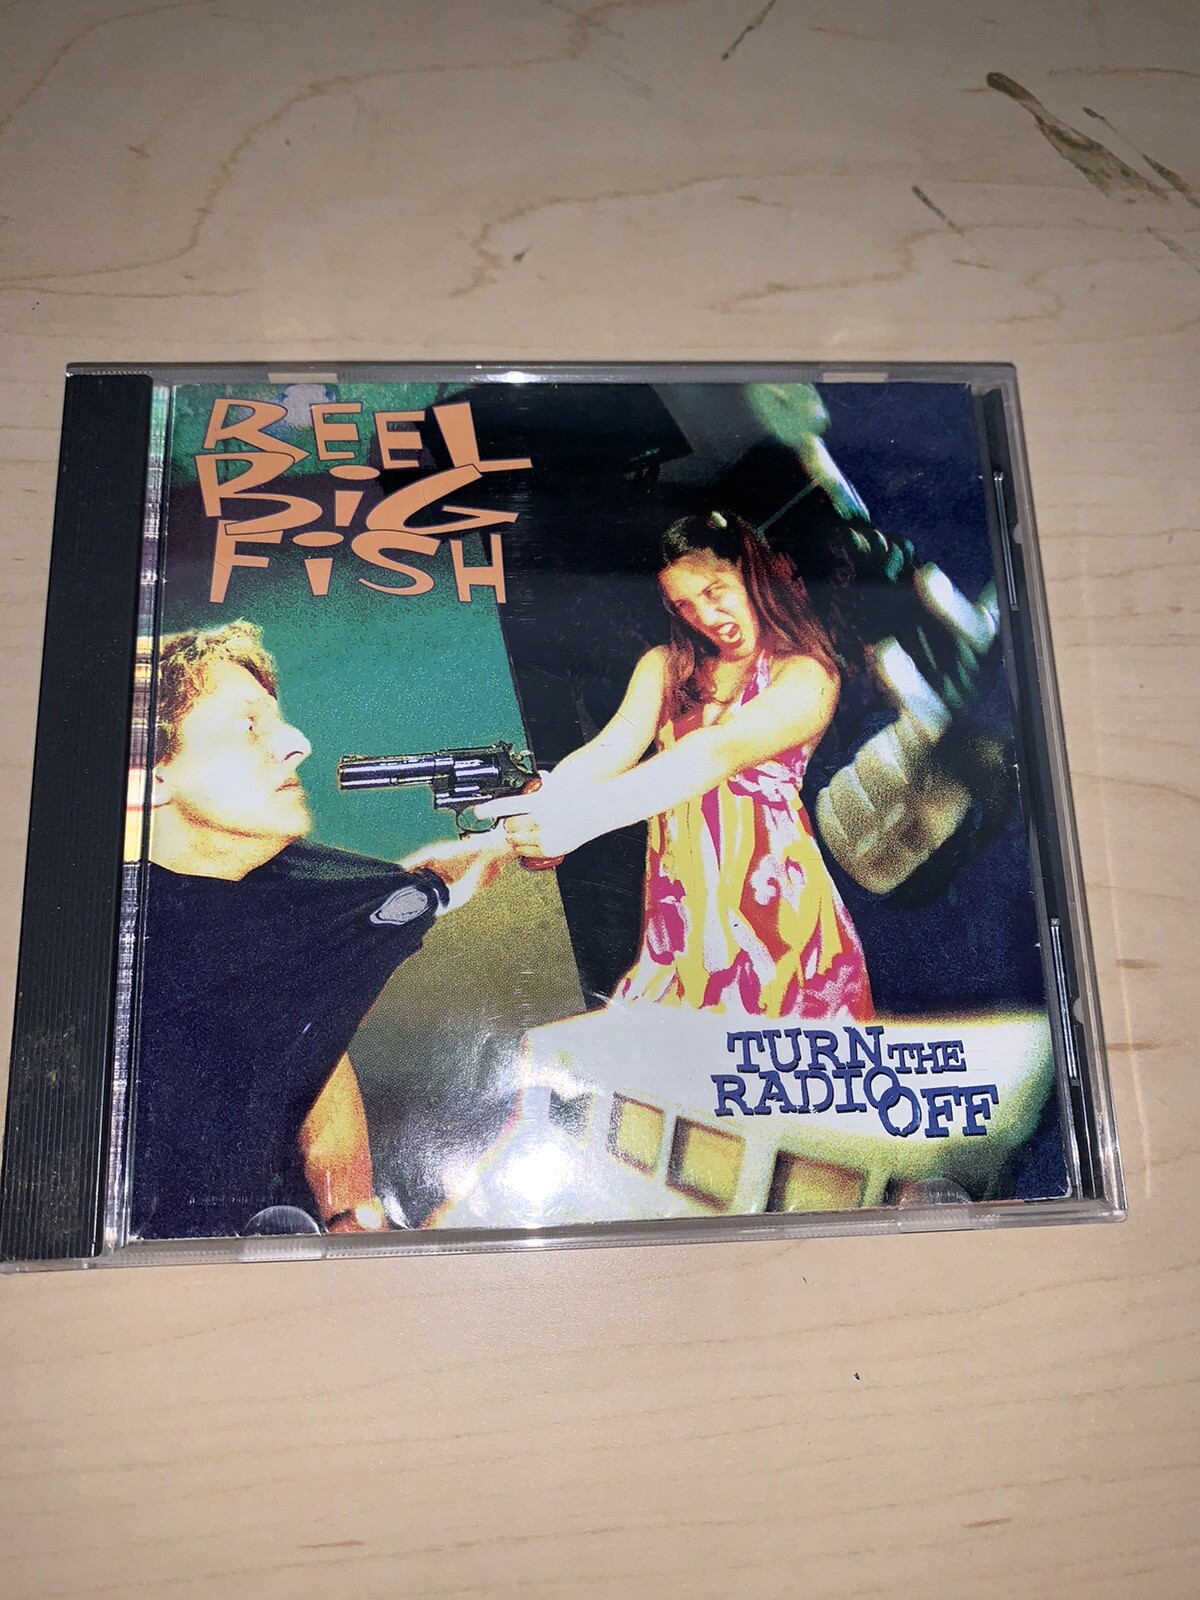 REEL
BiG
FiSH
TURN THE
RADIO OFF